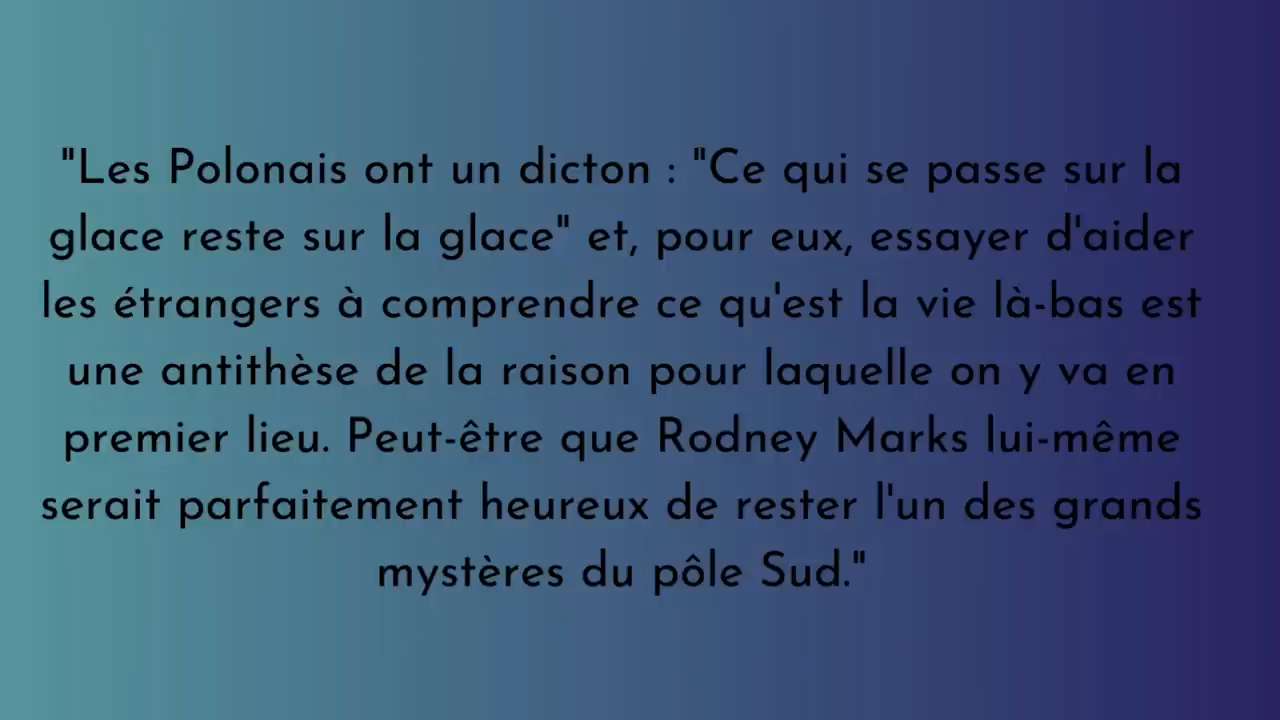 "Les Polonais ont un dicton : "Ce qui se passe sur la
glace reste sur la glace" et, pour eux, essayer d'aider
les étrangers à comprendre ce qu'est la vie là-bas est
une antithèse de la raison pour laquelle on y va en
premier lieu. Peut-être que Rodney Marks lui-même
serait parfaitement heureux de rester l'un des grands
mystères du pôle Sud."